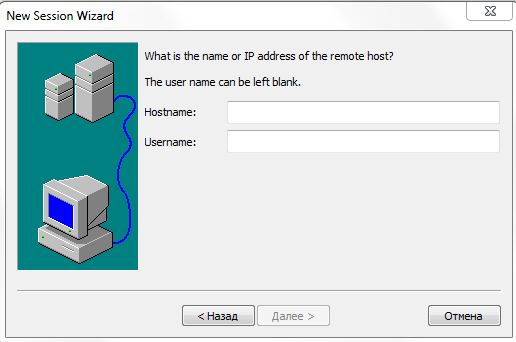 New Session Wizard
What is the name or IP address of the remote host?
The user name can be left blank.
Hostname:
Username:
< Назад
Далее >
Отмена